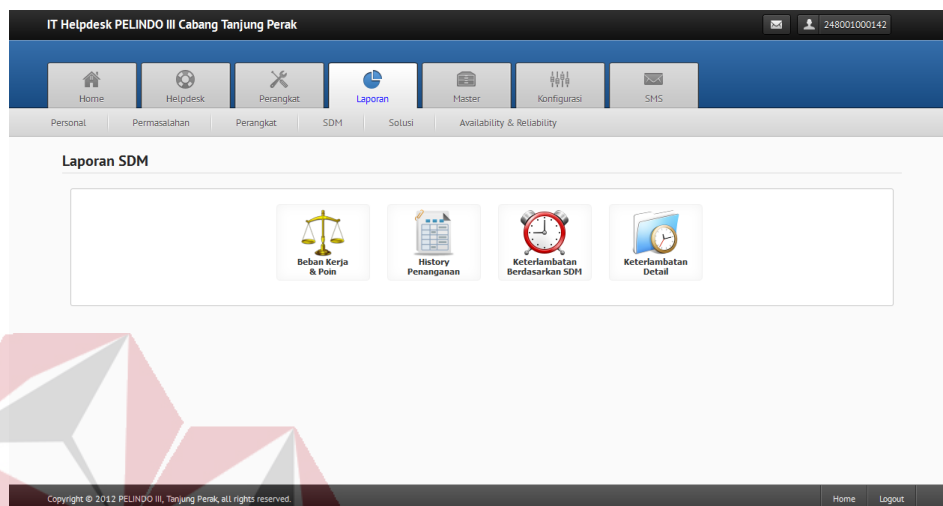 IT Helpdesk PELINDO III Cabang Tanjung Perak
248001000142
Home Helpdesk Perangkat Laporan Master Konfigurasi SMS
Personal Permasalahan Perangkat SDM Solusi Availability & Reliability
Laporan SDM
Beban Kerja
& Poin
History
Penanganan
Keterlambatan
Berdasarkan SDM
Keterlambatan
Detail
Copyright © 2012 PELINDO III, Tanjung Perak, all rights reserved.
Home Logout